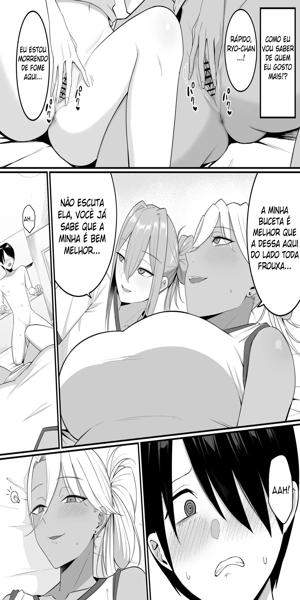 COMO EU
VOU SABER
DE QUEM
EU GOSTO
MAIS!?
RÁPIDO,
RYO-CHAN
...!
EU ESTOU
MORRENDO
DE FOME
AQUI...
A MINHA
BUCETA É
MELHOR QUE
A DESSA AQUI
DO LADO TODA
FROUXA...
NÃO ESCUTA
ELA, VOCÊ JÁ
SABE QUE A
MINHA É BEM
MELHOR...
AH...
AAH!